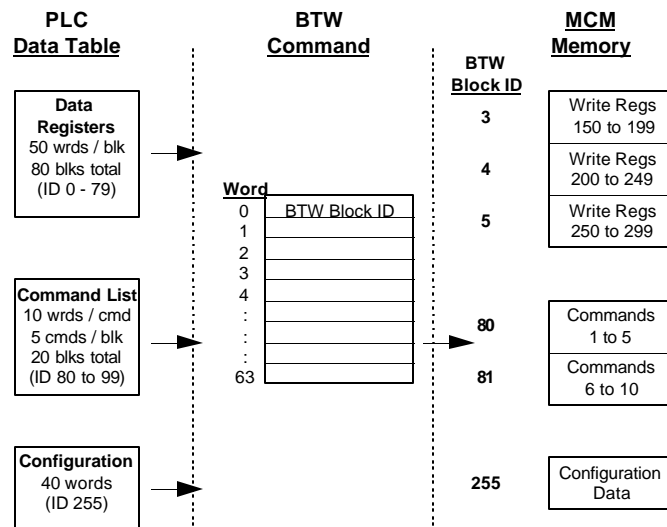 PLC
Data Table
BTW
Command
MCM
Memory
BTW
Block ID
Data
Registers
50 wrds / blk
80 blks total
(ID 0 - 79)
3
Write Regs
150 to 199
4
Write Regs
200 to 249
5
Write Regs
250 to 299
Word
0
BTW Block ID
1
2
3
4
:
:
:
63
Command List
10 wrds / cmd
5 cmds / blk
20 blks total
(ID 80 to 99)
80
Commands
1 to 5
81
Commands
6 to 10
Configuration
40 words
(ID 255)
255
Configuration
Data